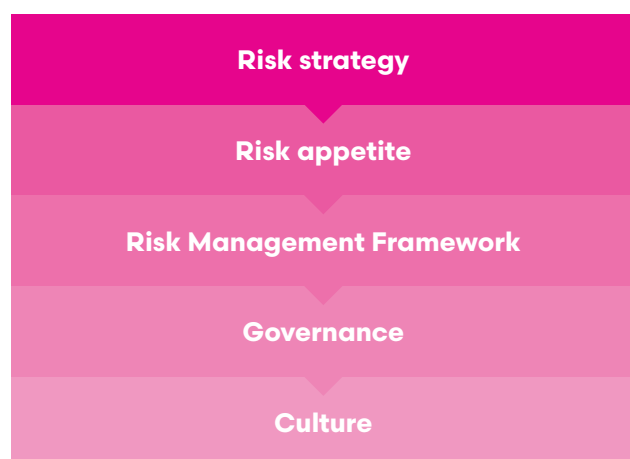 Risk strategy
Risk appetite
Risk Management Framework
Governance
Culture